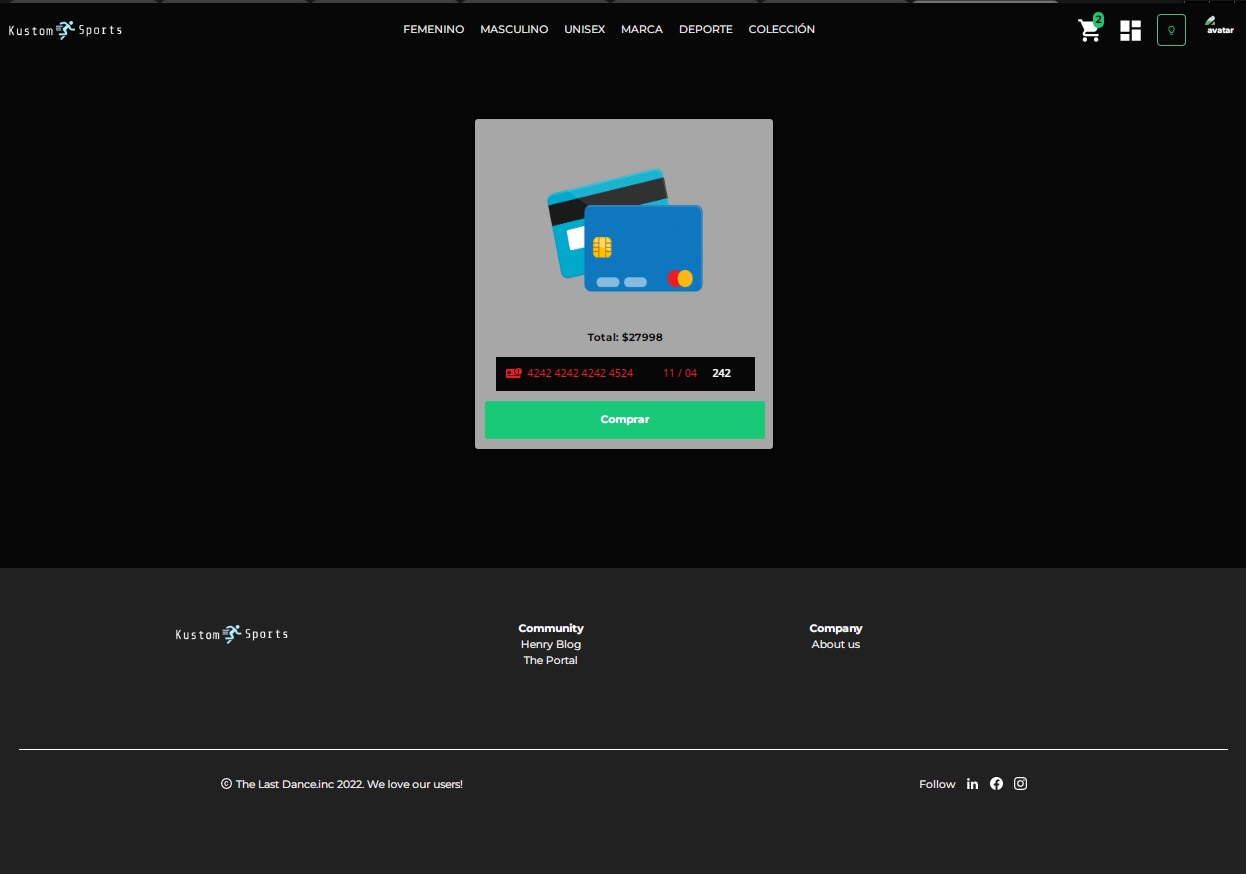 Kustom Sports
FEMENINO MASCULINO UNISEX MARCA DEPORTE COLECCIÓN
2
avatar
Total: $27998
4242 4242 4242 4524 11 / 04 242
Comprar
Kustom Sports
Community
Henry Blog
The Portal
Company
About us
© The Last Dance.inc 2022. We love our users!
Follow